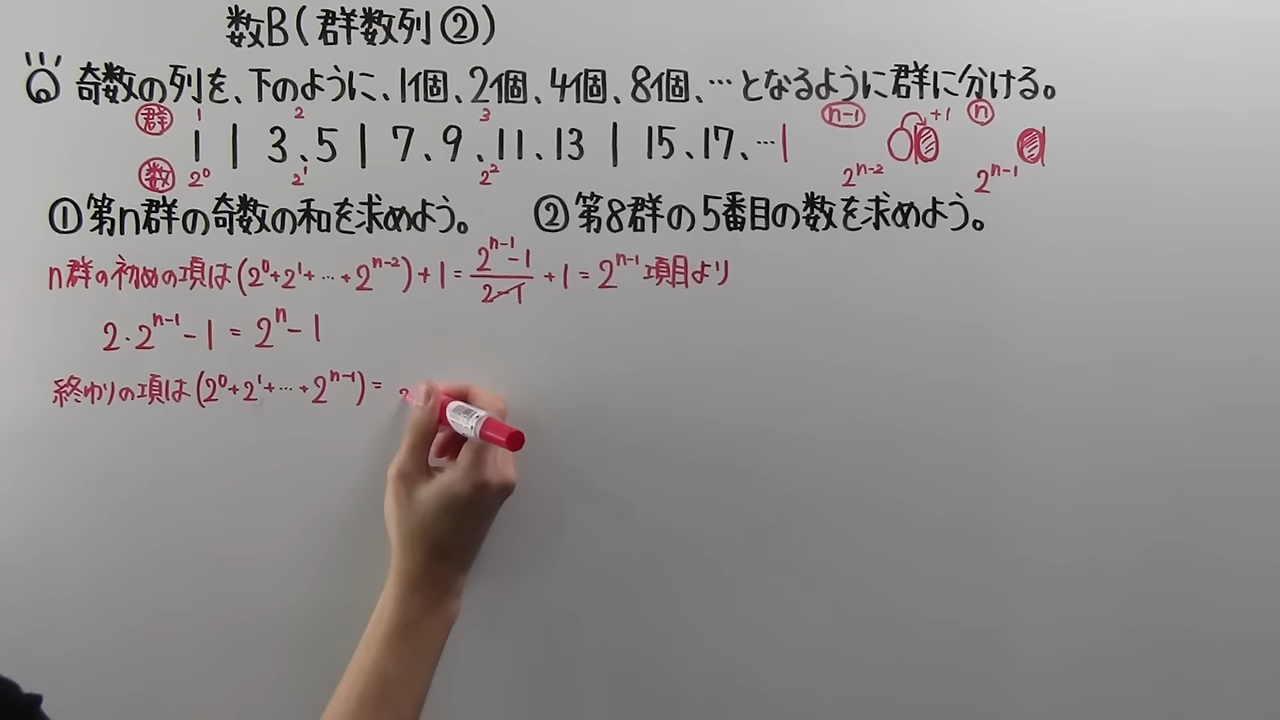 数B(群数列②)
Q 奇数の列を、下のように、1個、2個、4個、8個、…となるように群に分ける。
群 1 2 3 n-1 +1 n
1 | 3、5 | 7、9、11、13 | 15、17、…|
数 2⁰ 2¹ 2² 2ⁿ⁻² 2ⁿ⁻¹
①第n群の奇数の和を求めよう。 ②第8群の5番目の数を求めよう。
n群の初めの項は(2⁰+2¹+…+2ⁿ⁻²)+1=(2ⁿ⁻¹-1)/(2-1)+1=2ⁿ⁻¹項目より
2・2ⁿ⁻¹-1=2ⁿ-1
終わりの項は(2⁰+2¹+…+2ⁿ⁻¹)=